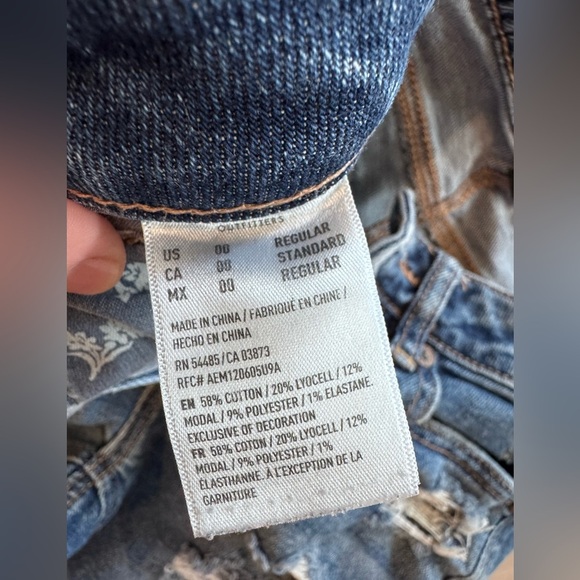 OUTFITTERS
US 00 REGULAR
CA 00 STANDARD
MX 00 REGULAR
MADE IN CHINA / FABRIQUÉ EN CHINE /
HECHO EN CHINA
RN 54485 / CA 03873
RFC# AEM120605U9A
EN 58% COTTON / 20% LYOCELL / 12%
MODAL / 9% POLYESTER / 1% ELASTANE.
EXCLUSIVE OF DECORATION
FR 58% COTON / 20% LYOCELL / 12%
MODAL / 9% POLYESTER / 1%
ÉLASTHANNE. À L'EXCEPTION DE LA
GARNITURE